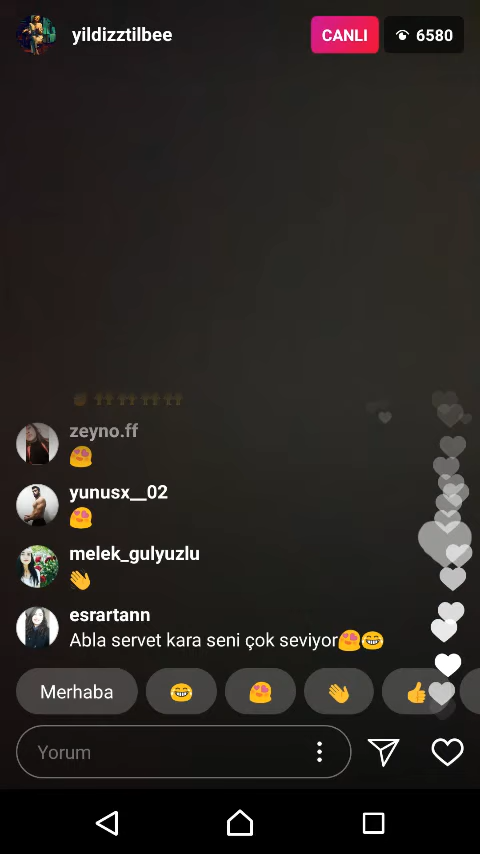 yildizztilbee
CANLI 6580
zeyno.ff
😍
yunusx__02
😍
melek_gulyuzlu
👋
esrartann
Abla servet kara seni çok seviyor😍😁
Merhaba 😁 😍 👋 👍
Yorum